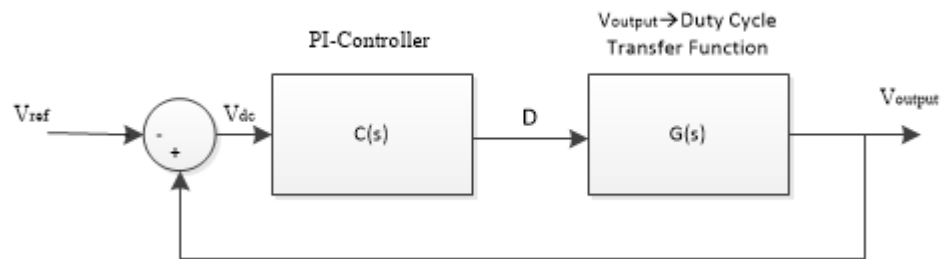 PI-Controller
Voutput→Duty Cycle
Transfer Function
Vref
-
+
Vdc
C(s)
D
G(s)
Voutput